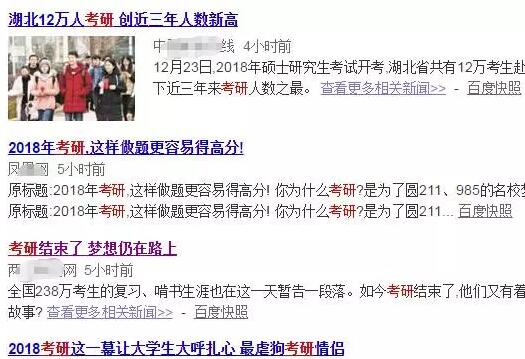 湖北12万人考研 创近三年人数新高
中 线 4小时前
12月23日,2018年硕士研究生考试开考,湖北省共有12万考生赴
下近三年来考研人数之最。 查看更多相关新闻>> - 百度快照
2018年考研,这样做题更容易得高分!
凤 网 5小时前
原标题:2018年考研,这样做题更容易得高分! 你为什么考研?是为了圆211、985的名校
原标题:2018年考研,这样做题更容易得高分! 你为什么考研?是为了圆211... 百度快照
考研结束了 梦想仍在路上
两 网 5小时前
全国238万考生的复习、啃书生涯也在这一天暂告一段落。如今考研结束了,他们又有着
故事? 查看更多相关新闻>> - 百度快照
2018考研这一幕让大学生大呼扎心 最虐狗考研情侣